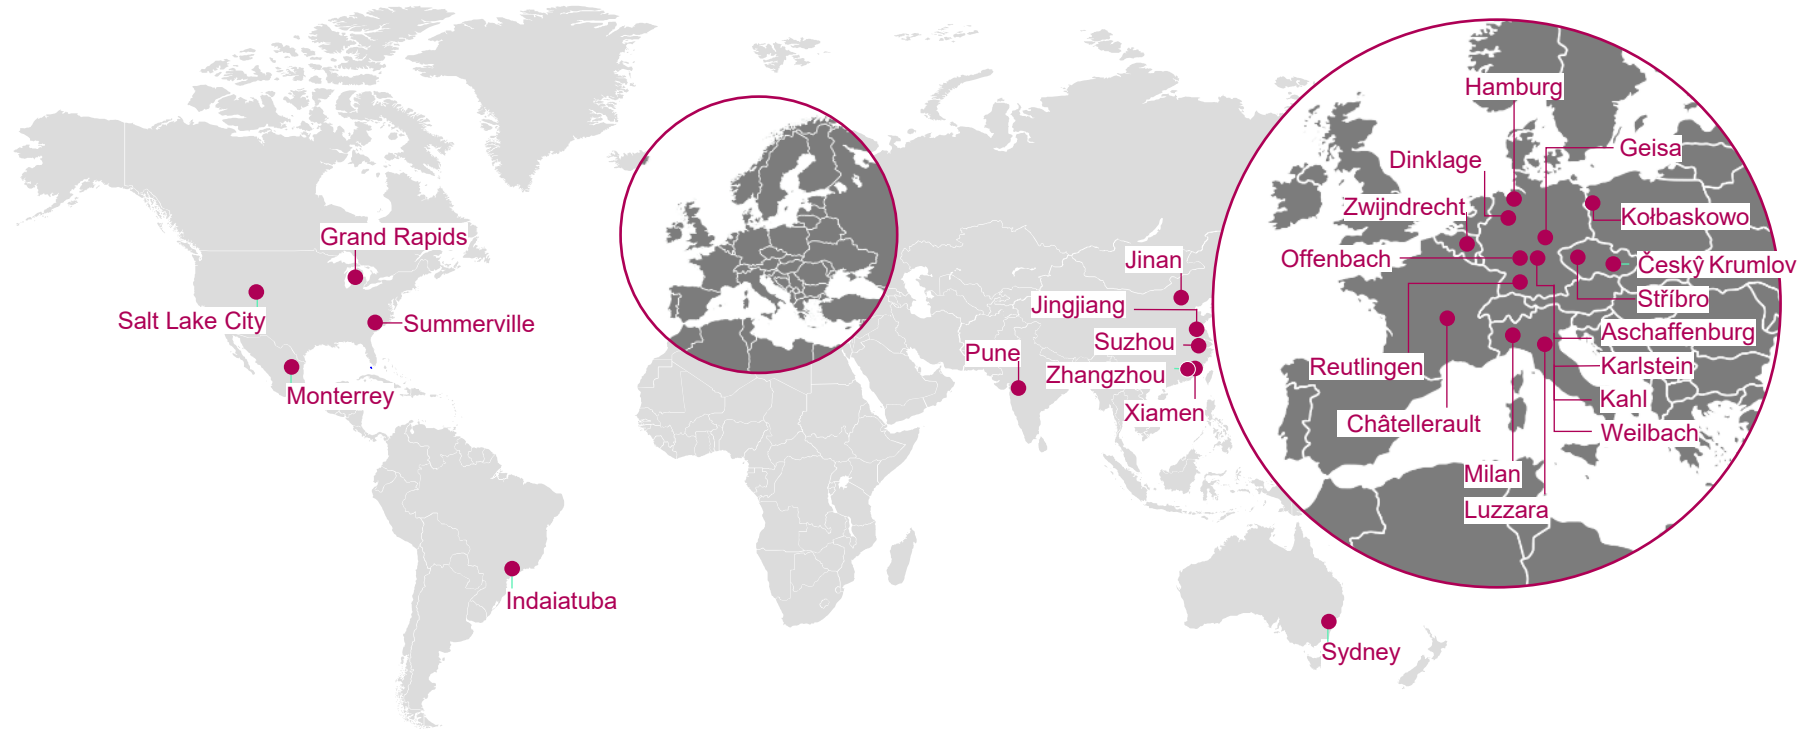 Hamburg
Geisa
Dinklage
Zwijndrecht
Kołbaskowo
Grand Rapids
Jinan
Offenbach
Český Krumlov
Jingjiang
Stříbro
Salt Lake City
Summerville
Suzhou
Aschaffenburg
Pune
Zhangzhou
Reutlingen
Karlstein
Monterrey
Xiamen
Kahl
Châtellerault
Weilbach
Milan
Luzzara
Indaiatuba
Sydney